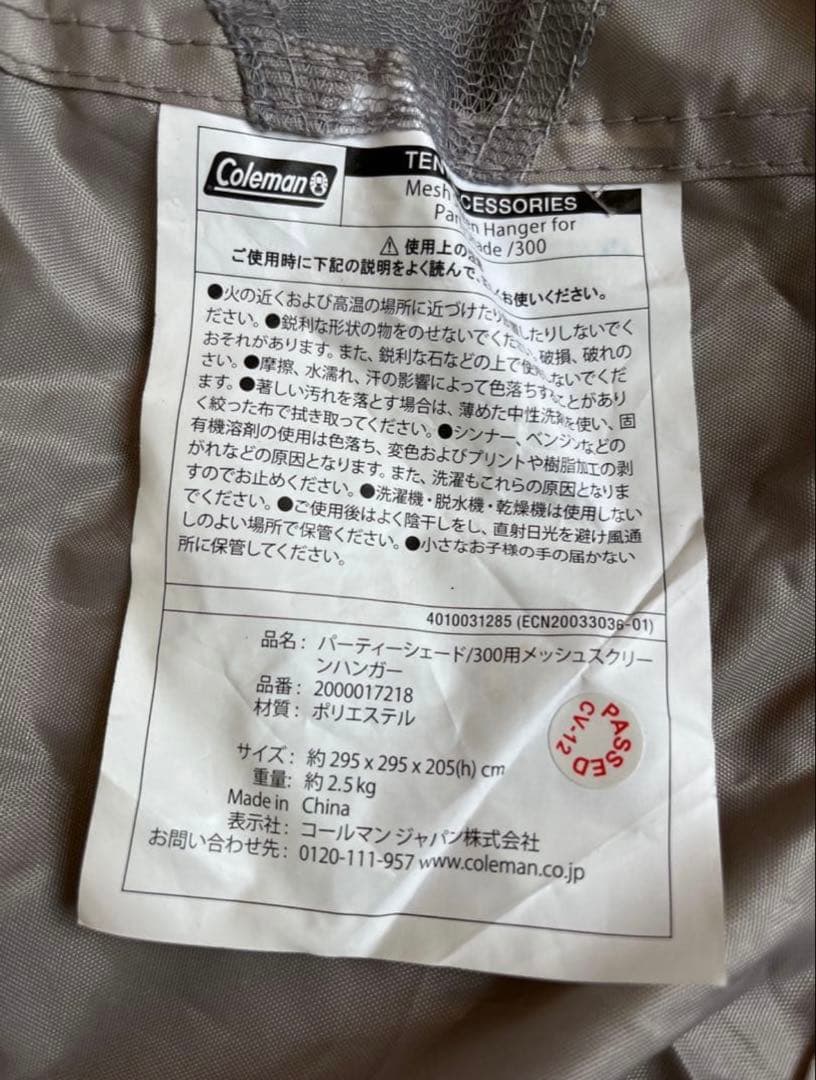 Coleman
TEN CESSORIES
Mesh en Hanger for
Par ade /300
⚠ 使用上の
ご使用時に下記の説明をよく読んで、 くお使いください。
●火の近くおよび高温の場所に近づけたり したりしないでく
ださい。●鋭利な形状の物をのせないでくだ 破損、破れの
おそれがあります。また、鋭利な石などの上で使 ないでくだ
さい。●摩擦、水濡れ、汗の影響によって色落ちすることがあり
ます。●著しい汚れを落とす場合は、薄めた中性洗剤を使い、固
く絞った布で拭き取ってください。●シンナー、ベンジンなどの
有機溶剤の使用は色落ち、変色およびプリントや樹脂加工の剥
がれなどの原因となります。また、洗濯もこれらの原因となりま
すのでお止めください。●洗濯機・脱水機・乾燥機は使用しない
でください。●ご使用後はよく陰干しをし、直射日光を避け風通
しのよい場所で保管ください。●小さなお子様の手の届かない
所に保管してください。
4010031285 (ECN20033036-01)
品名: パーティーシェード/300用メッシュスクリー
ンハンガー
品番: 2000017218
材質: ポリエステル
PASSED
CV-12
サイズ: 約 295 x 295 x 205(h) cm
重量: 約 2.5 kg
Made in China
表示社: コールマン ジャパン株式会社
お問い合わせ先: 0120-111-957 www.coleman.co.jp